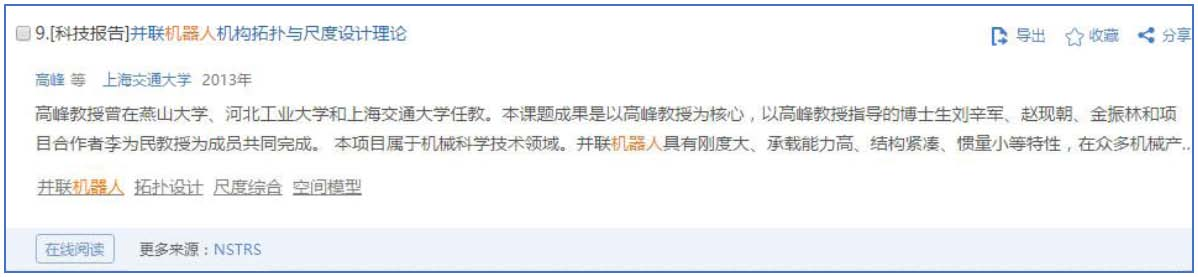 9.[科技报告]并联机器人机构拓扑与尺度设计理论 导出 收藏 分享
高峰 等 上海交通大学 2013年
高峰教授曾在燕山大学、河北工业大学和上海交通大学任教。本课题成果是以高峰教授为核心，以高峰教授指导的博士生刘辛军、赵现朝、金振林和项
目合作者李为民教授为成员共同完成。 本项目属于机械科学技术领域。并联机器人具有刚度大、承载能力高、结构紧凑、惯量小等特性，在众多机械产...
并联机器人 拓扑设计 尺度综合 空间模型
在线阅读 更多来源：NSTRS